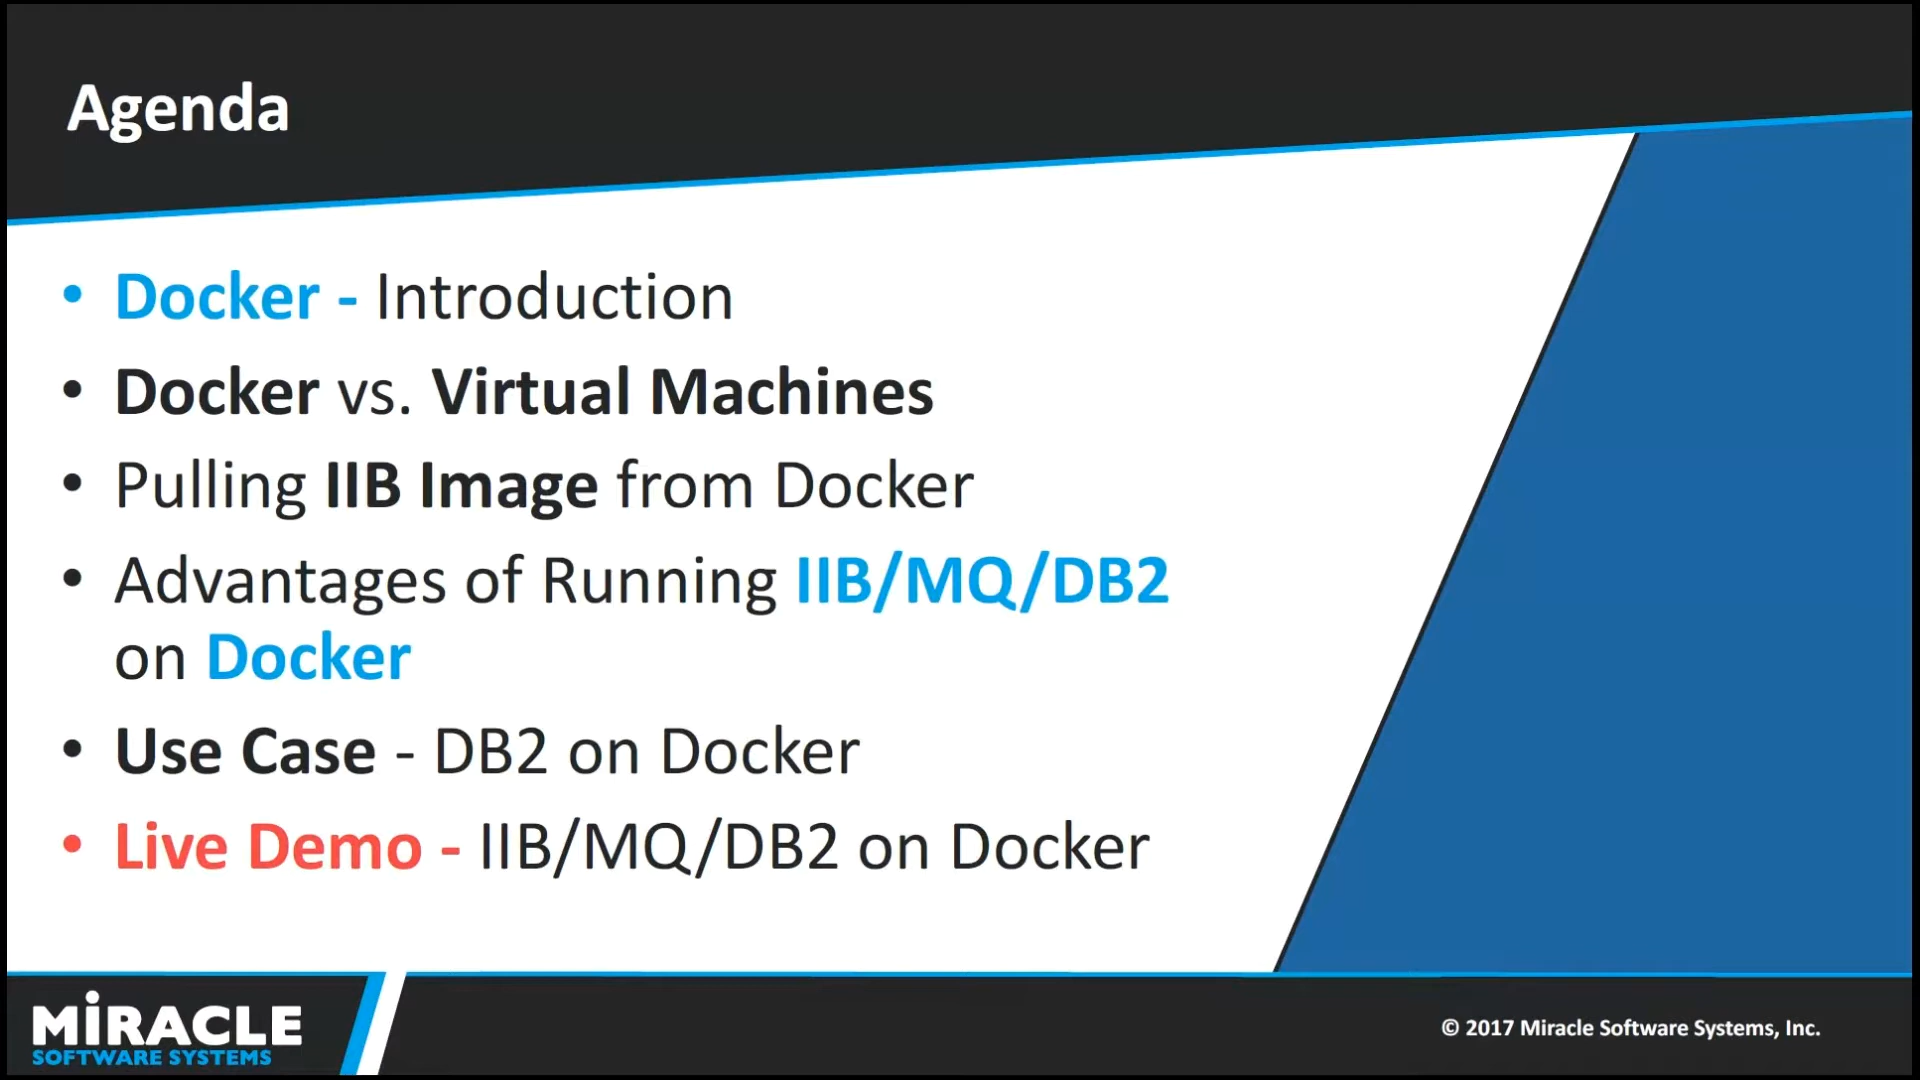 Agenda
• Docker - Introduction
• Docker vs. Virtual Machines
• Pulling IIB Image from Docker
• Advantages of Running IIB/MQ/DB2
on Docker
• Use Case - DB2 on Docker
• Live Demo - IIB/MQ/DB2 on Docker
MiRACLE
SOFTWARE SYSTEMS
© 2017 Miracle Software Systems, Inc.